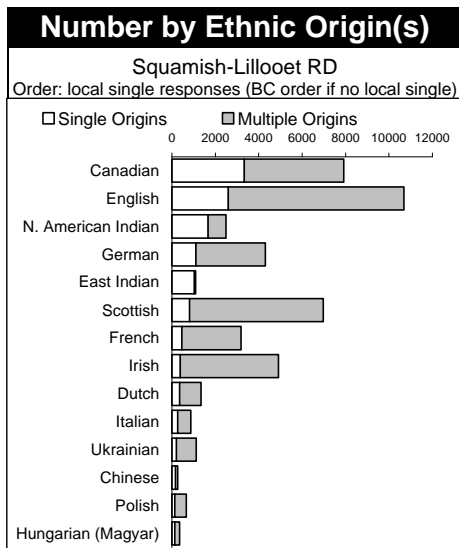 Number by Ethnic Origin(s)
Squamish-Lillooet RD
Order: local single responses (BC order if no local single)
Single Origins Multiple Origins
0 2000 4000 6000 8000 10000 12000
Canadian
English
N. American Indian
German
East Indian
Scottish
French
Irish
Dutch
Italian
Ukrainian
Chinese
Polish
Hungarian (Magyar)